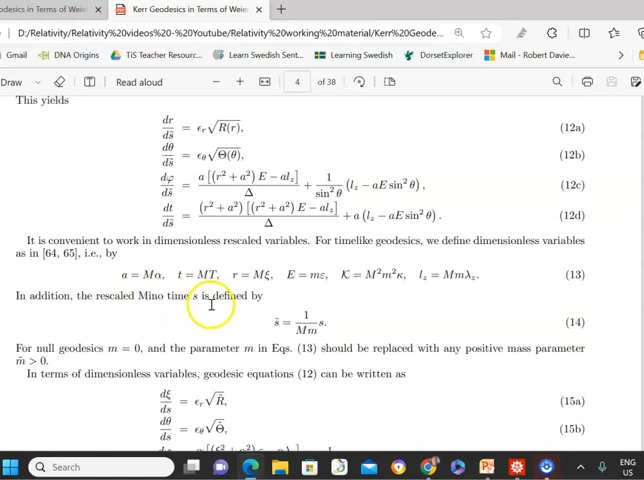 odesics in Terms of Weier
Kerr Geodesics in Terms of Weier
D:/Relativity/Relativity%20videos%20-%20Youtube/Relativity%20working%20material/Kerr%20Geode...
Gmail DNA Origins TiS Teacher Resourc... Learn Swedish Sentenc... Learning Swedish DorsetExplorer Mail - Robert Davie...
Draw Read aloud 4 of 38
This yields
dr/ds̃ = ϵᵣ√R(r), (12a)
dθ/ds̃ = ϵ_θ√Θ(θ), (12b)
dφ/ds̃ = a[(r² + a²)E − al_z]/Δ + 1/sin²θ (l_z − aE sin²θ), (12c)
dt/ds̃ = (r² + a²)[(r² + a²)E − al_z]/Δ + a(l_z − aE sin²θ). (12d)
It is convenient to work in dimensionless rescaled variables. For timelike geodesics, we define dimensionless variables
as in [64, 65], i.e., by
a = Mα, t = MT, r = Mξ, E = mε, 𝒦 = M²m²κ, l_z = Mmλ_z. (13)
In addition, the rescaled Mino time s is defined by
s̃ = 1/Mm s. (14)
For null geodesics m = 0, and the parameter m in Eqs. (13) should be replaced with any positive mass parameter
m̃ > 0.
In terms of dimensionless variables, geodesic equations (12) can be written as
dξ/ds = ϵᵣ√R̃, (15a)
dθ/ds = ϵ_θ√Θ̃, (15b)
Search
ENG
US